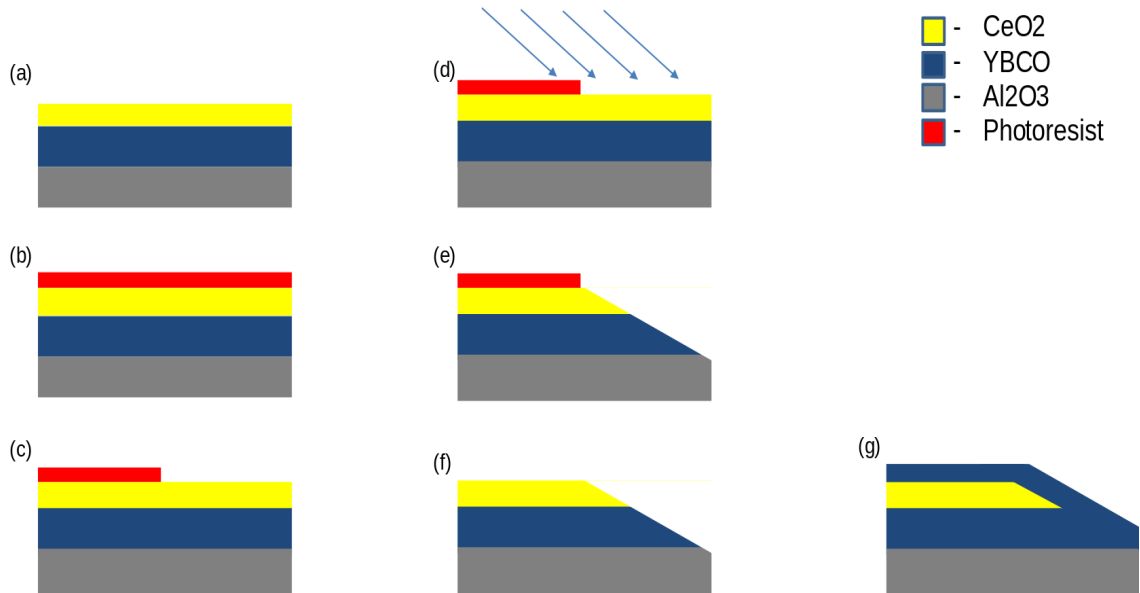 (a)
(d)
- CeO2
- YBCO
- Al2O3
- Photoresist
(b)
(e)
(c)
(f)
(g)